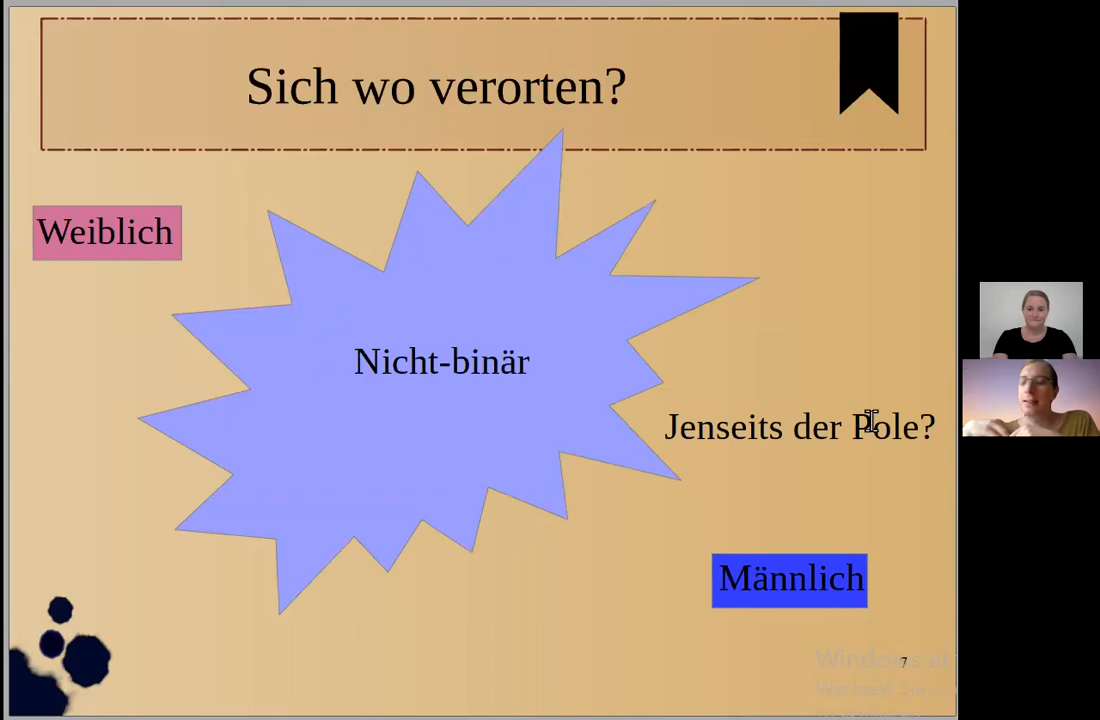 Sich wo verorten?
Weiblich
Nicht-binär
Jenseits der Pole?
Männlich
7